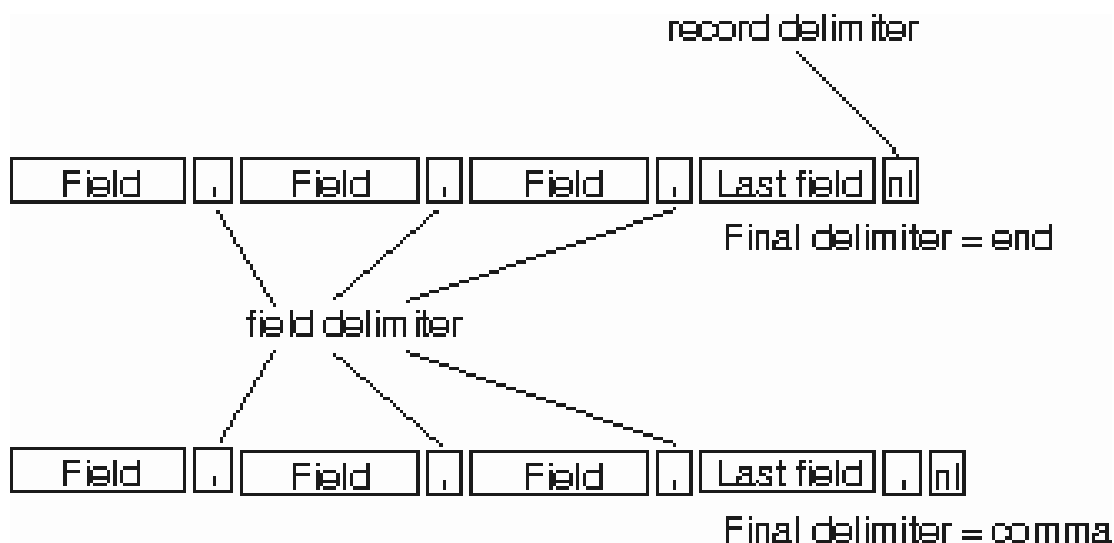 record delimiter
Field , Field , Field , Last field nl
Final delimiter = end
field delimiter
Field , Field , Field , Last field , nl
Final delimiter = comma